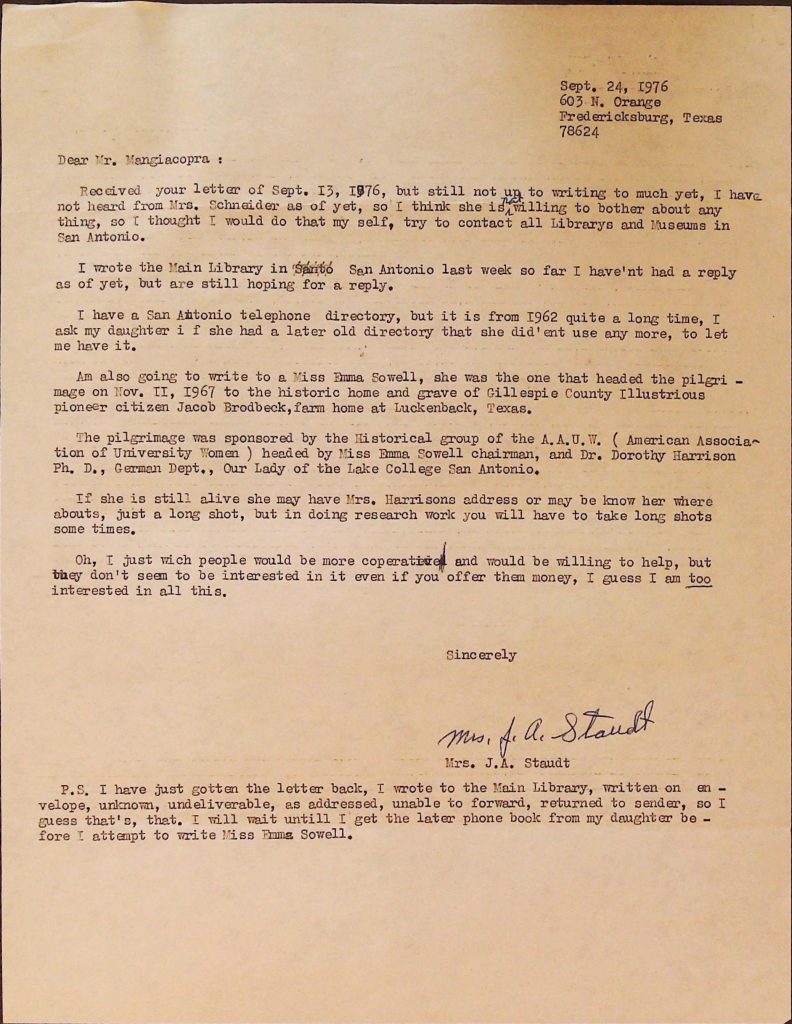 Sept. 24, 1976
603 N. Orange
Fredericksburg, Texas
78624
Dear Mr. Mangiacopra :
Received your letter of Sept. 13, 1976, but still not up to writing to much yet, I have
not heard from Mrs. Schneider as of yet, so I think she is not willing to bother about any
thing, so I thought I would do that my self, try to contact all Librarys and Museums in
San Antonio.
I wrote the Main Library in Santo San Antonio last week so far I have'nt had a reply
as of yet, but are still hoping for a reply.
I have a San Antonio telephone directory, but it is from 1962 quite a long time, I
ask my daughter i f she had a later old directory that she did'ent use any more, to let
me have it.
Am also going to write to a Miss Emma Sowell, she was the one that headed the pilgri -
mage on Nov. 11, 1967 to the historic home and grave of Gillespie County Illustrious
pioneer citizen Jacob Brodbeck,farm home at Luckenback, Texas.
The pilgrimage was sponsored by the Historical group of the A.A.U.W. ( American Associa-
tion of University Women ) headed by Miss Emma Sowell chairman, and Dr. Dorothy Harrison
Ph. D., German Dept., Our Lady of the Lake College San Antonio.
If she is still alive she may have Mrs. Harrisons address or may be know her where
abouts, just a long shot, but in doing research work you will have to take long shots
some times.
Oh, I just wich people would be more coperative and would be willing to help, but
they don't seem to be interested in it even if you offer them money, I guess I am too
interested in all this.
Sincerely
Mrs. J. A. Staudt
Mrs. J.A. Staudt
P.S. I have just gotten the letter back, I wrote to the Main Library, written on en -
velope, unknown, undeliverable, as addressed, unable to forward, returned to sender, so I
guess that's, that. I will wait untill I get the later phone book from my daughter be -
fore I attempt to write Miss Emma Sowell.